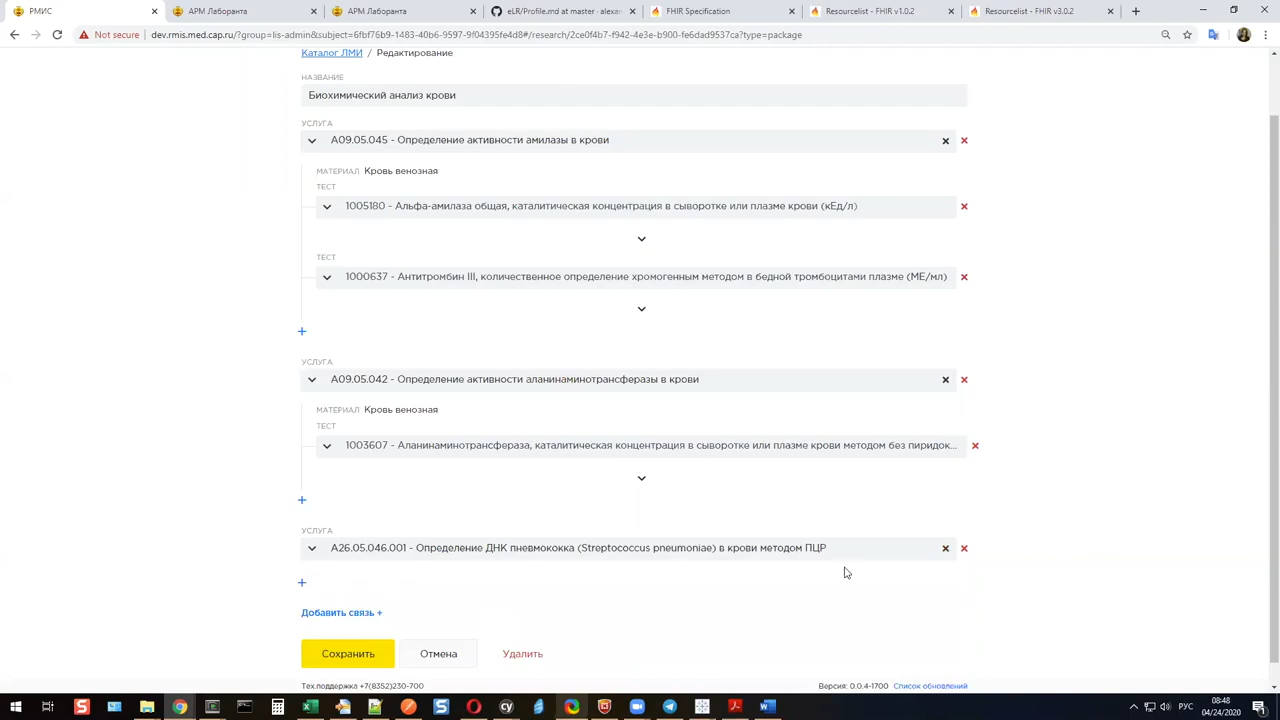 РМИС
АРМ Лаборанта
АРМ Лаборанта
eLR/Profile.md at master · alexan
FHIR Specification
Resourcelist - FHIR v1.0.2
Resourcelist - FHIR v3.0.2
Not secure | dev.rmis.med.cap.ru/?group=lis-admin&subject=6fbf76b9-1483-40b6-9597-9f04395fe4d8#/research/2ce0f4b7-f942-4e3e-b900-fe6dad9537ca?type=package
Каталог ЛМИ / Редактирование
НАЗВАНИЕ
Биохимический анализ крови
УСЛУГА
A09.05.045 - Определение активности амилазы в крови
МАТЕРИАЛ Кровь венозная
ТЕСТ
1005180 - Альфа-амилаза общая, каталитическая концентрация в сыворотке или плазме крови (кЕд/л)
ТЕСТ
1000637 - Антитромбин III, количественное определение хромогенным методом в бедной тромбоцитами плазме (МЕ/мл)
УСЛУГА
A09.05.042 - Определение активности аланинаминотрансферазы в крови
МАТЕРИАЛ Кровь венозная
ТЕСТ
1003607 - Аланинаминотрансфераза, каталитическая концентрация в сыворотке или плазме крови методом без пиридок...
УСЛУГА
A26.05.046.001 - Определение ДНК пневмококка (Streptococcus pneumoniae) в крови методом ПЦР
Добавить связь +
Сохранить Отмена Удалить
Тех.поддержка +7(8352)230-700 Версия: 0.0.4-1700 Список обновлений
РУС
08:48
04/24/2020